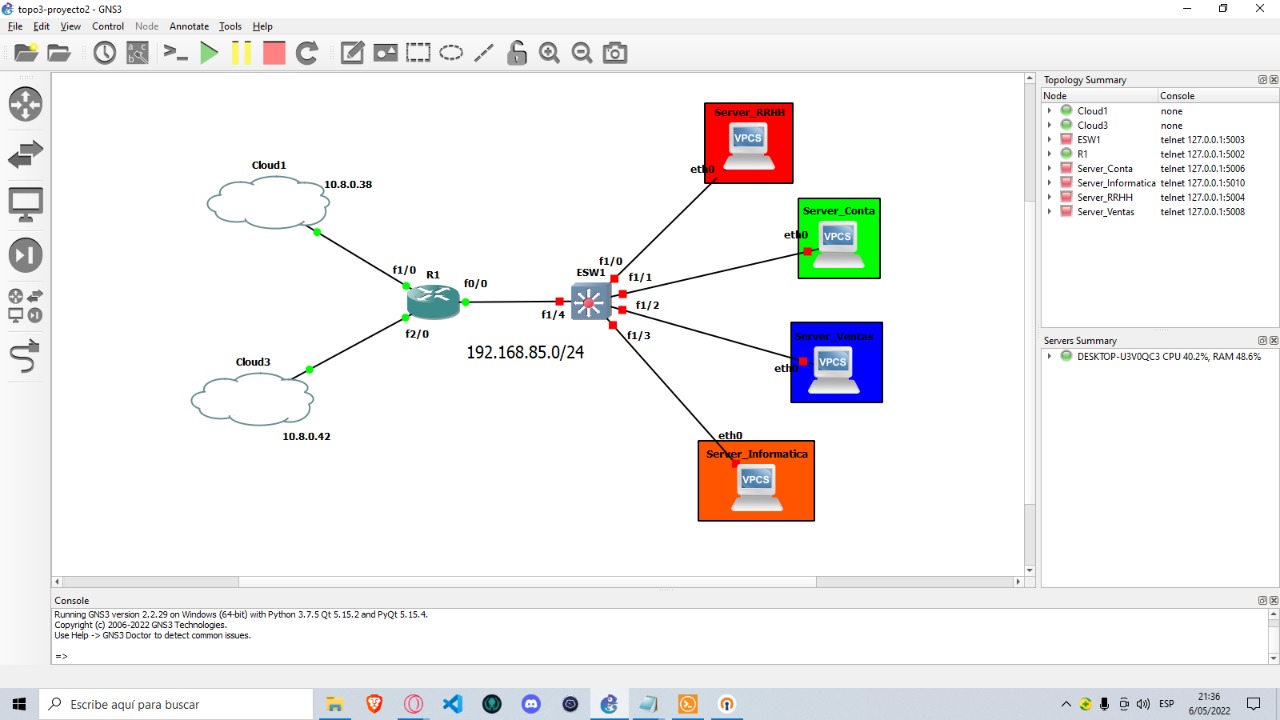 topo3-proyecto2 - GNS3
File Edit View Control Node Annotate Tools Help
Topology Summary
Node Console
Cloud1 none
Cloud3 none
ESW1 telnet 127.0.0.1:5003
R1 telnet 127.0.0.1:5002
Server_Conta telnet 127.0.0.1:5006
Server_Informatica telnet 127.0.0.1:5010
Server_RRHH telnet 127.0.0.1:5004
Server_Ventas telnet 127.0.0.1:5008
Servers Summary
DESKTOP-U3V0QC3 CPU 40.2%, RAM 48.6%
Server_RRHH
VPCS
eth0
Cloud1
10.8.0.38
Server_Conta
VPCS
eth0
f1/0
R1
f0/0
f2/0
f1/0
ESW1
f1/1
f1/2
f1/4
f1/3
192.168.85.0/24
Server_Ventas
VPCS
eth0
Cloud3
10.8.0.42
eth0
Server_Informatica
VPCS
Console
Running GNS3 version 2.2.29 on Windows (64-bit) with Python 3.7.5 Qt 5.15.2 and PyQt 5.15.4.
Copyright (c) 2006-2022 GNS3 Technologies.
Use Help -> GNS3 Doctor to detect common issues.
=>
Escribe aquí para buscar
ESP
21:36
6/05/2022